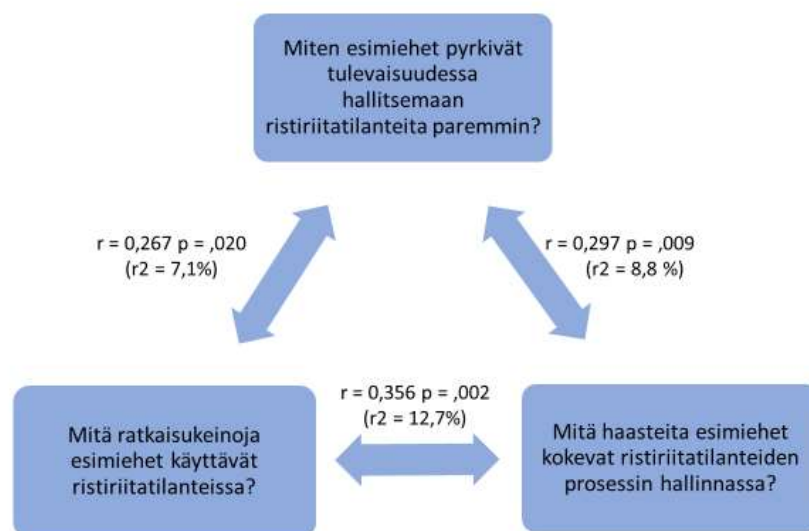 Miten esimiehet pyrkivät
tulevaisuudessa
hallitsemaan
ristiriitatilanteita paremmin?
r = 0,267 p = ,020
(r2 = 7,1%)
r = 0,297 p = ,009
(r2 = 8,8 %)
r = 0,356 p = ,002
(r2 = 12,7%)
Mitä ratkaisukeinoja
esimiehet käyttävät
ristiriitatilanteissa?
Mitä haasteita esimiehet
kokevat ristiriitatilanteiden
prosessin hallinnassa?